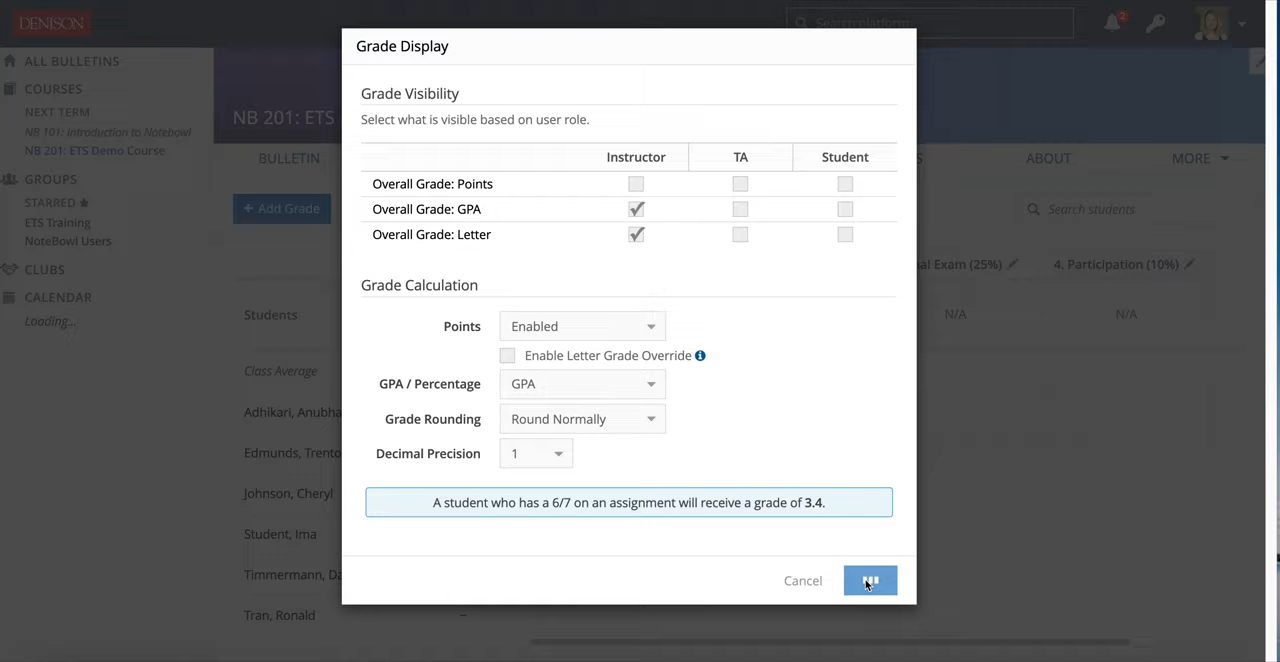 DENISON
Search platform
2
ALL BULLETINS
COURSES
NEXT TERM
NB 101: Introduction to Notebowl
NB 201: ETS Demo Course
GROUPS
STARRED
ETS Training
NoteBowl Users
CLUBS
CALENDAR
Loading...
NB 201: ETS
BULLETIN
S
ABOUT
MORE
+ Add Grade
Search students
al Exam (25%)
4. Participation (10%)
Students
N/A
N/A
Class Average
Adhikari, Anubha
Edmunds, Trento
Johnson, Cheryl
Student, Ima
Timmermann, Da
Tran, Ronald
–
Grade Display
Grade Visibility
Select what is visible based on user role.
Instructor TA Student
Overall Grade: Points
Overall Grade: GPA
Overall Grade: Letter
Grade Calculation
Points Enabled
Enable Letter Grade Override
GPA / Percentage GPA
Grade Rounding Round Normally
Decimal Precision 1
A student who has a 6/7 on an assignment will receive a grade of 3.4.
Cancel